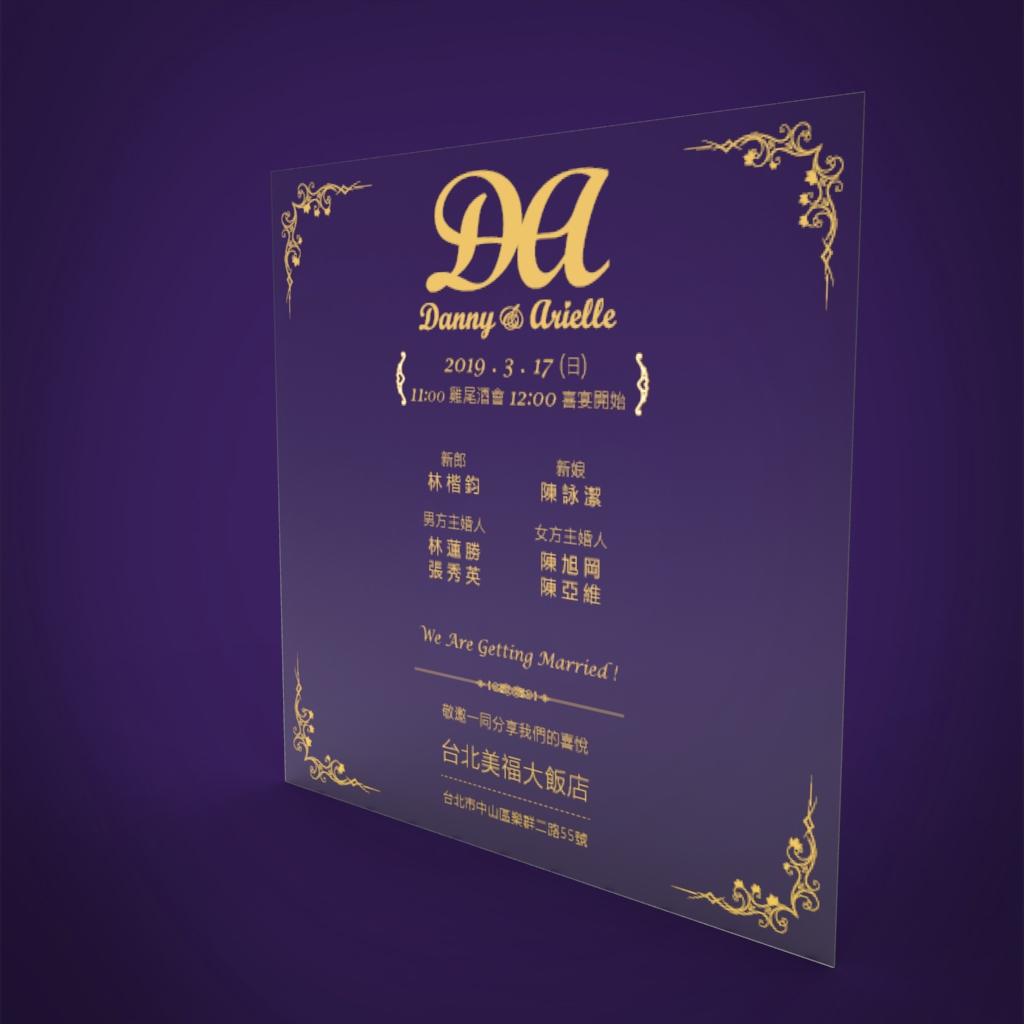 DA
Danny & Arielle
2019 . 3 . 17 (日)
11:00 雞尾酒會 12:00 喜宴開始
新郎
林楷鈞
新娘
陳詠潔
男方主婚人
林蓮勝
張秀英
女方主婚人
陳旭岡
陳亞維
We Are Getting Married !
敬邀一同分享我們的喜悅
台北美福大飯店
台北市中山區樂群二路55號